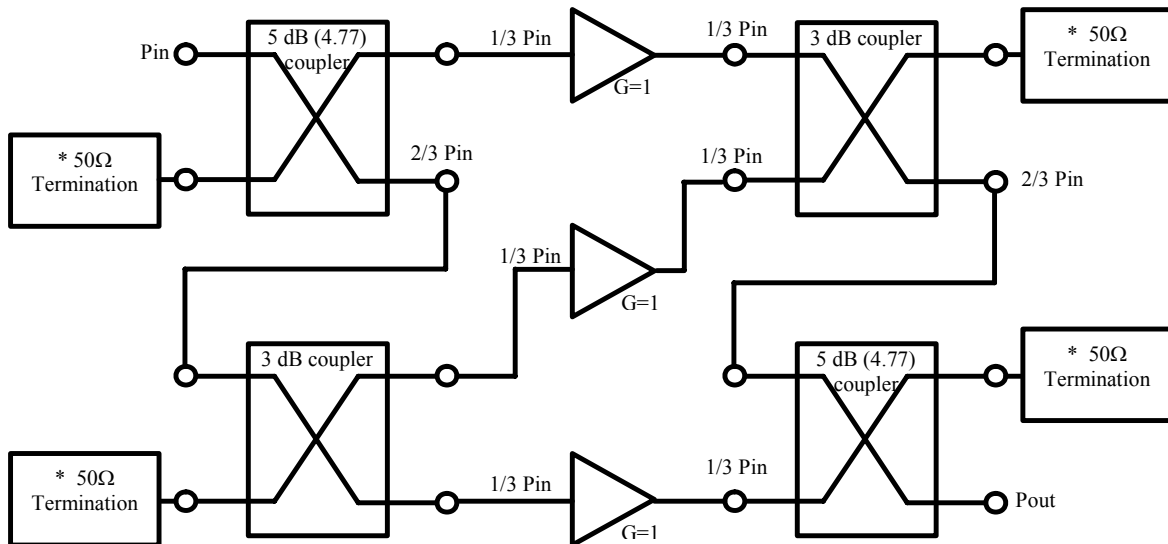 Pin
5 dB (4.77)
coupler
1/3 Pin
G=1
1/3 Pin
3 dB coupler
* 50Ω
Termination
* 50Ω
Termination
2/3 Pin
1/3 Pin
2/3 Pin
1/3 Pin
G=1
3 dB coupler
5 dB (4.77)
coupler
* 50Ω
Termination
* 50Ω
Termination
1/3 Pin
G=1
1/3 Pin
Pout